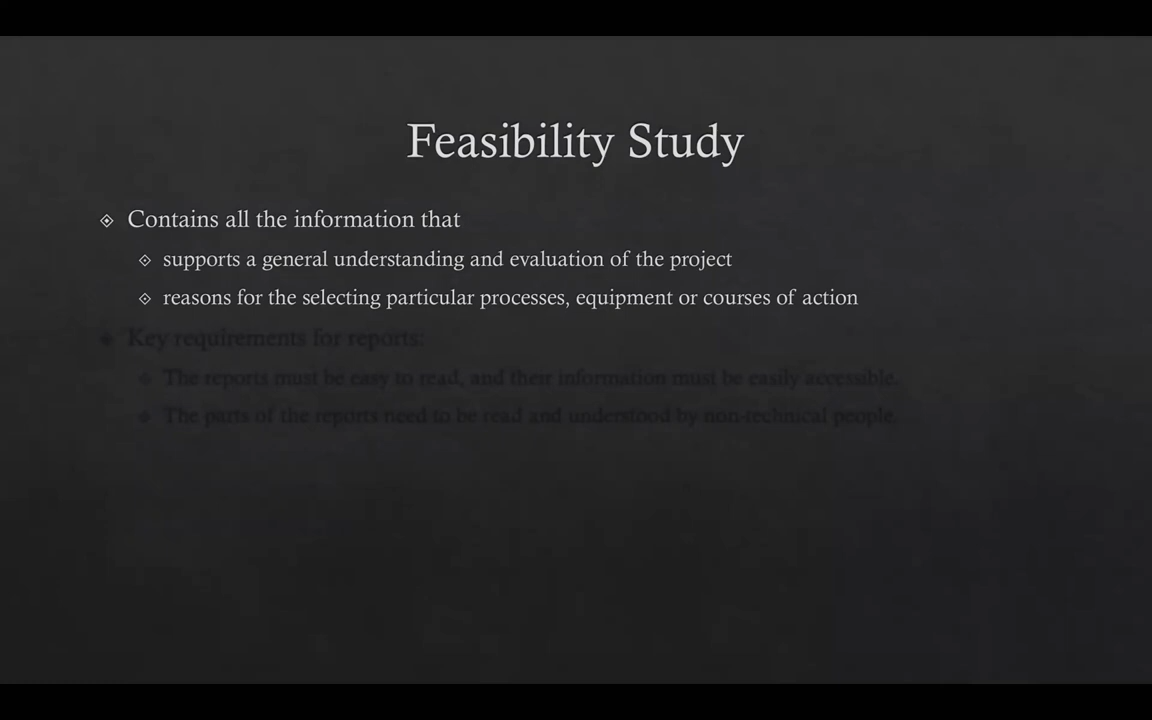 Feasibility Study
Contains all the information that
supports a general understanding and evaluation of the project
reasons for the selecting particular processes, equipment or courses of action
Key requirements for reports:
The reports must be easy to read, and their information must be easily accessible.
The parts of the reports need to be read and understood by non-technical people.